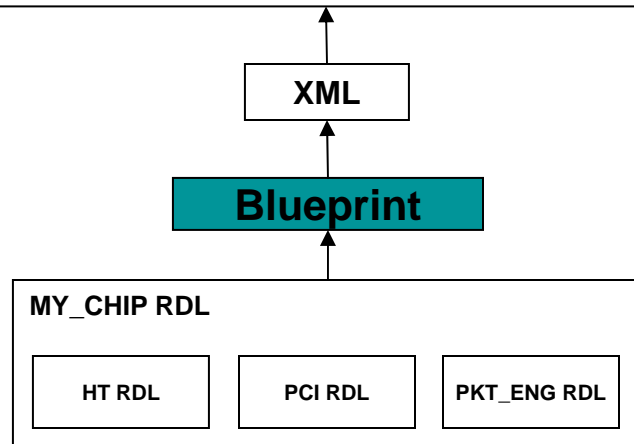 XML
Blueprint
MY_CHIP RDL
HT RDL
PCI RDL
PKT_ENG RDL